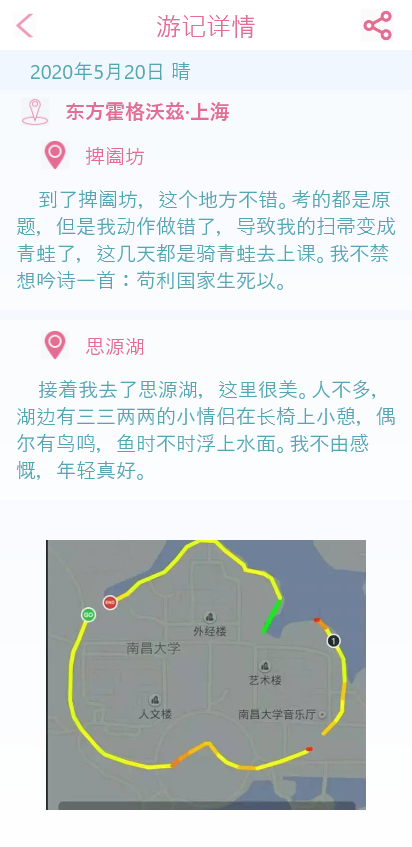 游记详情
2020年5月20日 晴
东方霍格沃兹·上海
捭阖坊
到了捭阖坊，这个地方不错。考的都是原
题，但是我动作做错了，导致我的扫帚变成
青蛙了，这几天都是骑青蛙去上课。我不禁
想吟诗一首：苟利国家生死以。
思源湖
接着我去了思源湖，这里很美。人不多，
湖边有三三两两的小情侣在长椅上小憩，偶
尔有鸟鸣，鱼时不时浮上水面。我不由感
慨，年轻真好。
GO
END
1
外经楼
南昌大学
艺术楼
人文楼
南昌大学音乐厅